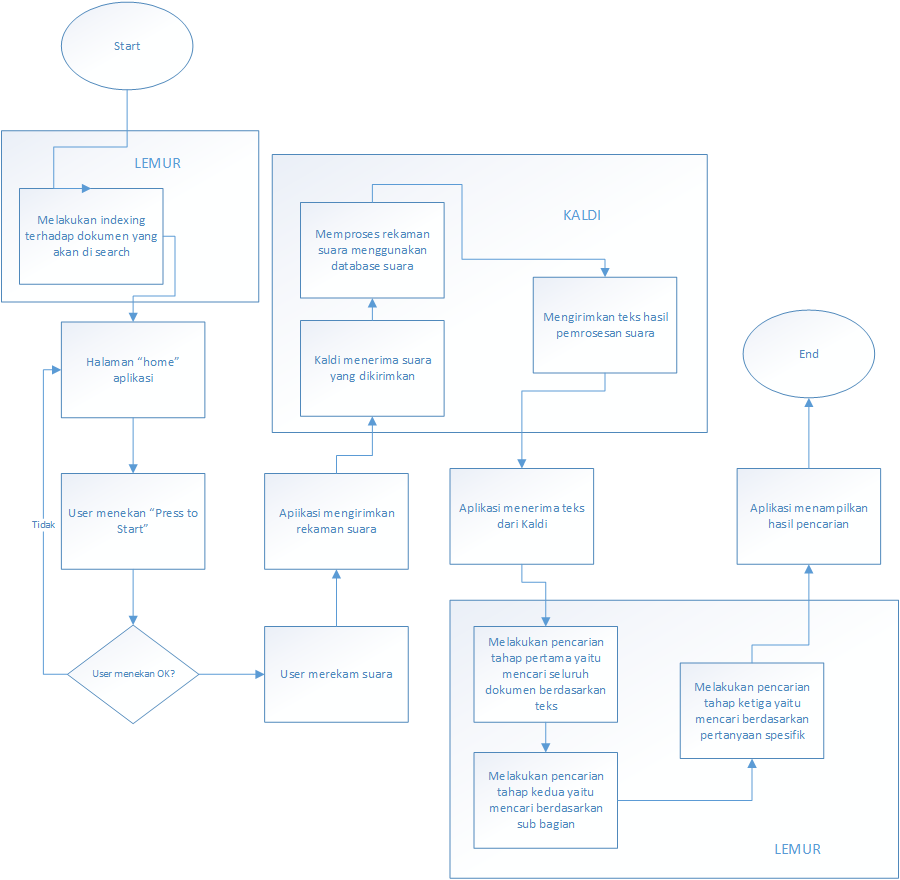 Start
LEMUR
Melakukan indexing
terhadap dokumen yang
akan di search
Halaman “home”
aplikasi
User menekan “Press to
Start”
Tidak
User menekan OK?
User merekam suara
Apiikasi mengirimkan
rekaman suara
KALDI
Kaldi menerima suara
yang dikirimkan
Memproses rekaman
suara menggunakan
database suara
Mengirimkan teks hasil
pemrosesan suara
Aplikasi menerima teks
dari Kaldi
Melakukan pencarian
tahap pertama yaitu
mencari seluruh
dokumen berdasarkan
teks
Melakukan pencarian
tahap kedua yaitu
mencari berdasarkan
sub bagian
Melakukan pencarian
tahap ketiga yaitu
mencari berdasarkan
pertanyaan spesifik
LEMUR
Aplikasi menampilkan
hasil pencarian
End